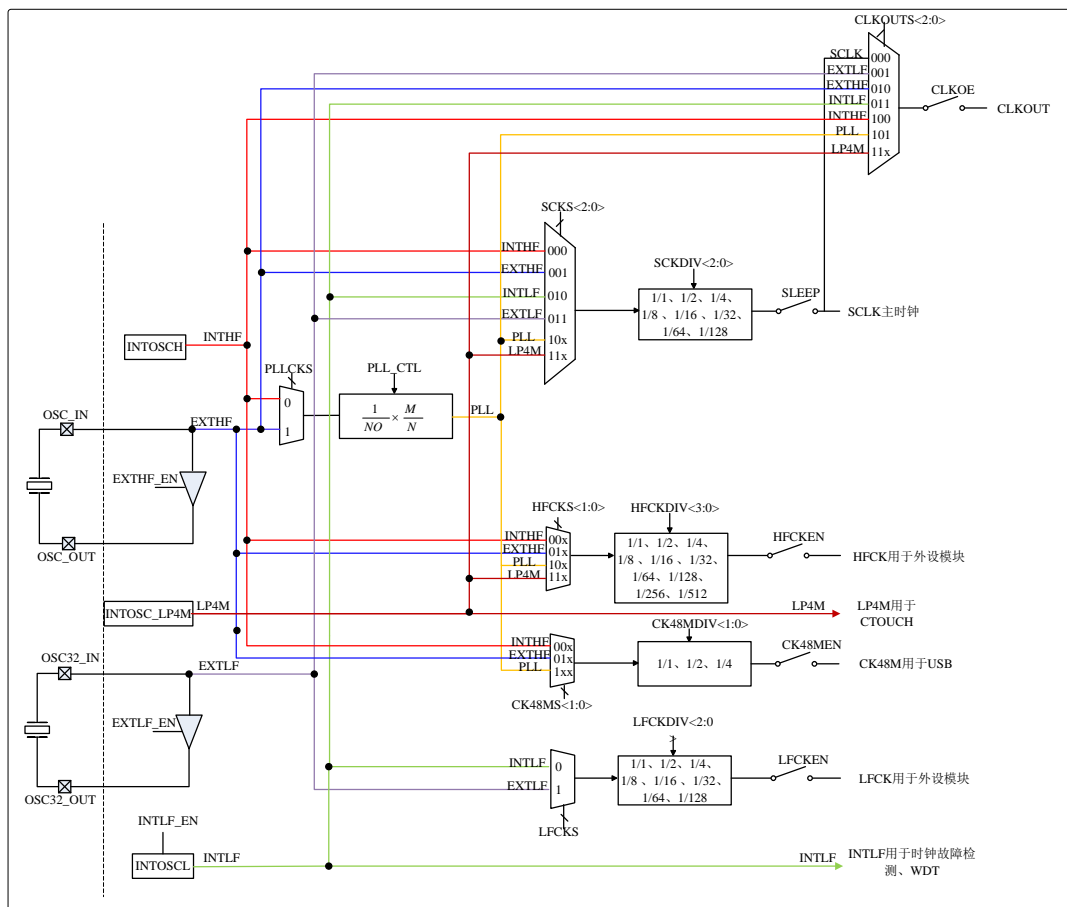 CLKOUTS<2:0>
SCLK
000
EXTLF
001
EXTHF
010
INTLF
011
INTHF
100
PLL
101
LP4M
11x
CLKOE
CLKOUT
SCKS<2:0>
INTHF
000
EXTHF
001
INTLF
010
EXTLF
011
PLL
10x
LP4M
11x
SCKDIV<2:0>
1/1、1/2、1/4、
1/8 、1/16 、1/32、
1/64、1/128
SLEEP
SCLK主时钟
INTOSCH
INTHF
PLLCKS
0
1
PLL_CTL
1/NO × M/N
PLL
OSC_IN
EXTHF
EXTHF_EN
OSC_OUT
HFCKS<1:0>
INTHF
00x
EXTHF
01x
PLL
10x
LP4M
11x
HFCKDIV<3:0>
1/1、1/2、1/4、
1/8 、1/16 、1/32、
1/64、1/128、
1/256、1/512
HFCKEN
HFCK用于外设模块
INTOSC_LP4M
LP4M
LP4M
LP4M用于
CTOUCH
OSC32_IN
EXTLF
EXTLF_EN
OSC32_OUT
INTHF
00x
EXTHF
01x
PLL
1xx
CK48MS<1:0>
CK48MDIV<1:0>
1/1、1/2、1/4
CK48MEN
CK48M用于USB
LFCKDIV<2:0
>
INTLF
0
EXTLF
1
LFCKS
1/1、1/2、1/4、
1/8 、1/16 、1/32、
1/64、1/128
LFCKEN
LFCK用于外设模块
INTLF_EN
INTOSCL
INTLF
INTLF
INTLF用于时钟故障检
测、WDT